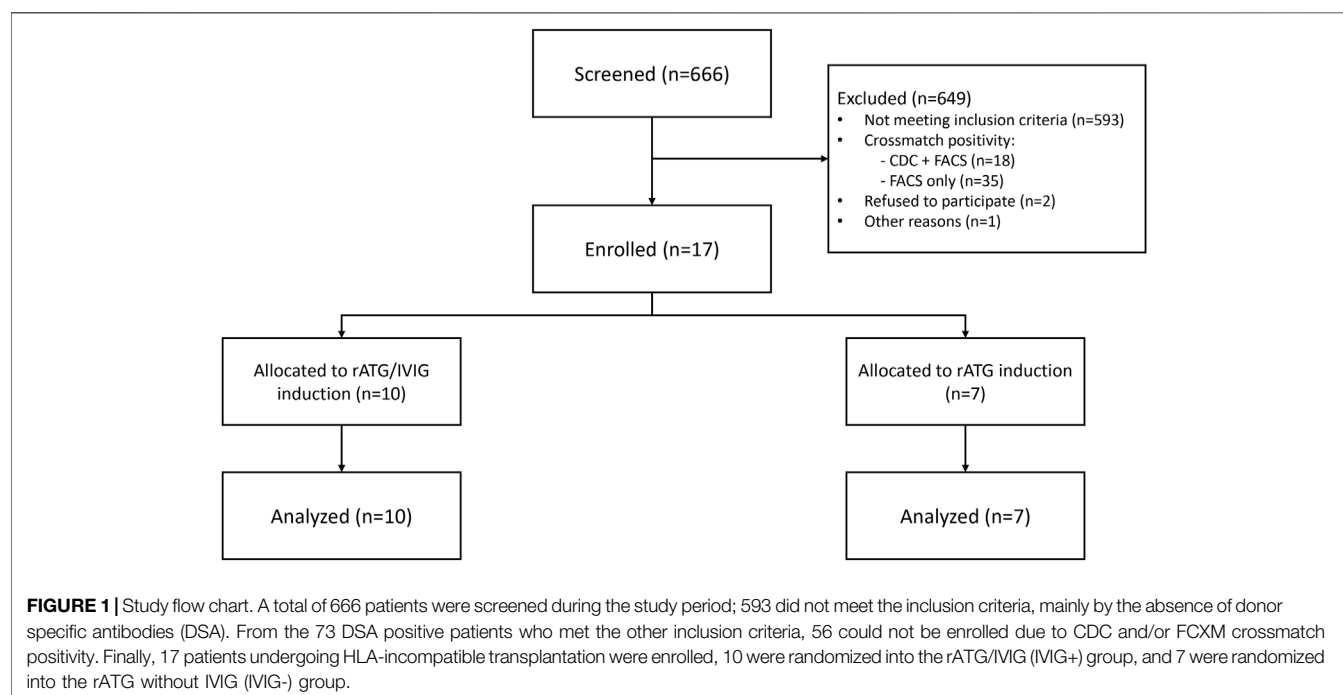 Screened (n=666)
Excluded (n=649)
• Not meeting inclusion criteria (n=593)
• Crossmatch positivity:
- CDC + FACS (n=18)
- FACS only (n=35)
• Refused to participate (n=2)
• Other reasons (n=1)
Enrolled (n=17)
Allocated to rATG/IVIG
induction (n=10)
Allocated to rATG induction
(n=7)
Analyzed (n=10)
Analyzed (n=7)
FIGURE 1 | Study flow chart. A total of 666 patients were screened during the study period; 593 did not meet the inclusion criteria, mainly by the absence of donor
specific antibodies (DSA). From the 73 DSA positive patients who met the other inclusion criteria, 56 could not be enrolled due to CDC and/or FCXM crossmatch
positivity. Finally, 17 patients undergoing HLA-incompatible transplantation were enrolled, 10 were randomized into the rATG/IVIG (IVIG+) group, and 7 were randomized
into the rATG without IVIG (IVIG-) group.